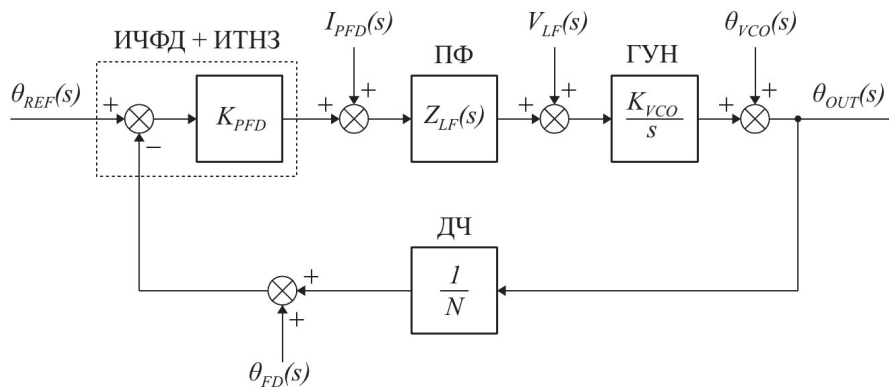 I_PFD(s) V_LF(s) θ_VCO(s)
ИЧФД + ИТНЗ ПФ ГУН
θ_REF(s) + K_PFD + + Z_LF(s) + + K_VCO/s + + θ_OUT(s)
−
ДЧ
+ 1/N
+
θ_FD(s)